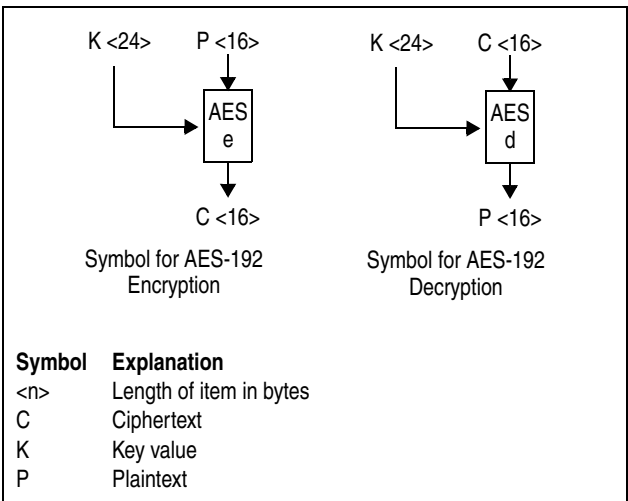 K <24> P <16> K <24> C <16>
AES
e
AES
d
C <16> P <16>
Symbol for AES-192
Encryption
Symbol for AES-192
Decryption
Symbol Explanation
<n> Length of item in bytes
C Ciphertext
K Key value
P Plaintext